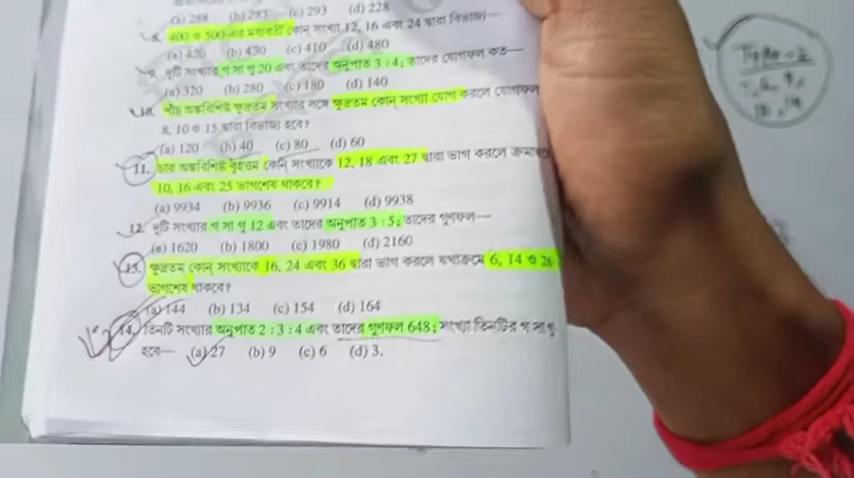 (a) 288 (b) 283 (c) 293 (d) 228
8. 400 ও 500-এর মধ্যবর্তী কোন্ সংখ্যা 12, 16 এবং 24 দ্বারা বিভাজ্য—
(a) 420 (b) 430 (c) 410 (d) 480
9. দুটি সংখ্যার গ সা গু 20 এবং তাদের অনুপাত 3 : 4; তাদের যোগফল কত—
(a) 320 (b) 280 (c) 180 (d) 140
10. পাঁচ অঙ্কবিশিষ্ট ক্ষুদ্রতম সংখ্যার সঙ্গে ক্ষুদ্রতম কোন্ সংখ্যা যোগ করলে যোগফল
8, 10 ও 15 দ্বারা বিভাজ্য হবে?
(a) 120 (b) 40 (c) 80 (d) 60
11. চার অঙ্কবিশিষ্ট বৃহত্তম কোন্ সংখ্যাকে 12, 18 এবং 27 দ্বারা ভাগ করলে
10, 16 এবং 25 ভাগশেষ থাকবে?
(a) 9934 (b) 9936 (c) 9914 (d) 9938
12. দুটি সংখ্যার গ সা গু 12 এবং তাদের অনুপাত 3 : 5; তাদের গুণফল—
(a) 1620 (b) 1800 (c) 1980 (d) 2160
13. ক্ষুদ্রতম কোন্ সংখ্যাকে 16, 24 এবং 36 দ্বারা ভাগ করলে যথাক্রমে 6, 14 ও 26
ভাগশেষ থাকবে?
(a) 144 (b) 134 (c) 154 (d) 164
14. তিনটি সংখ্যার অনুপাত 2 : 3 : 4 এবং তাদের গুণফল 648; সংখ্যা তিনটির গ সা গু
হবে— (a) 27 (b) 9 (c) 6 (d) 3.